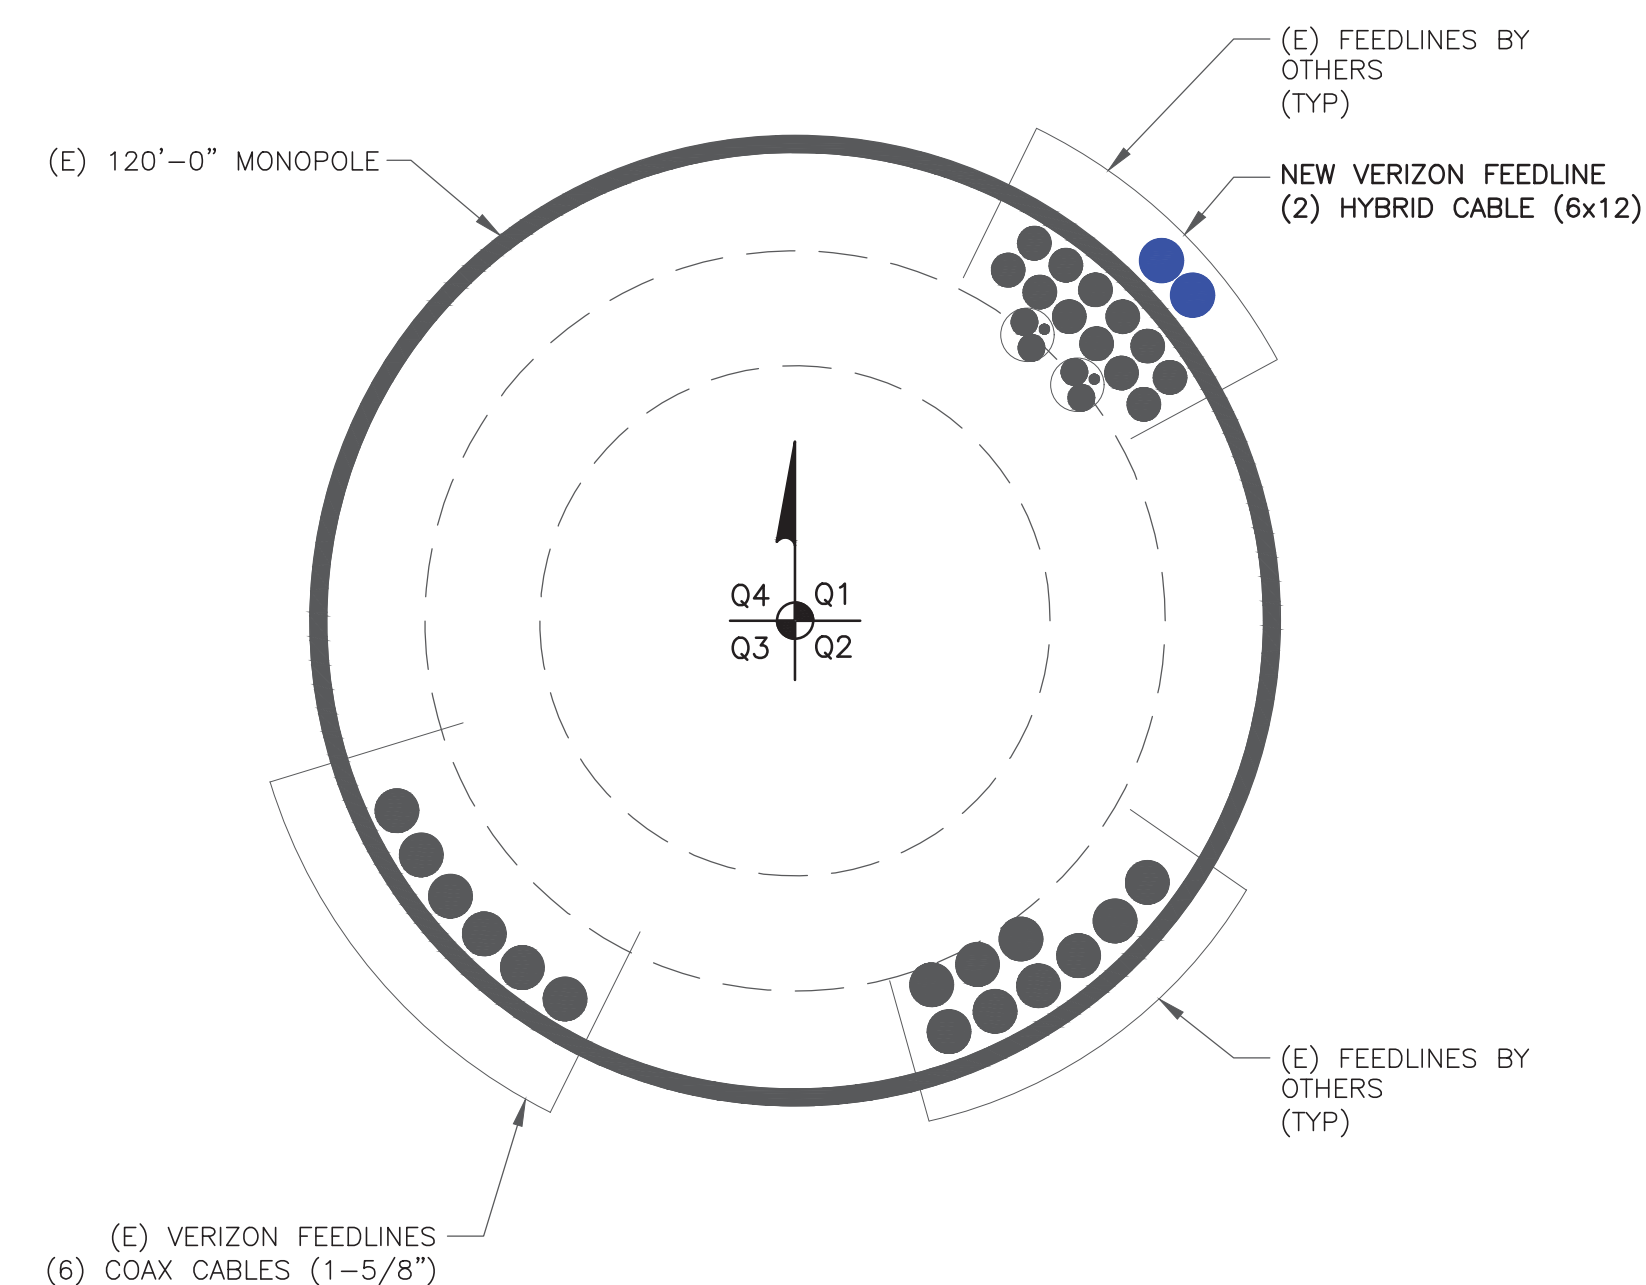 (E) FEEDLINES BY
OTHERS
(TYP)
(E) 120'-0" MONOPOLE
NEW VERIZON FEEDLINE
(2) HYBRID CABLE (6x12)
Q4 Q1
Q3 Q2
(E) FEEDLINES BY
OTHERS
(TYP)
(E) VERIZON FEEDLINES
(6) COAX CABLES (1-5/8")